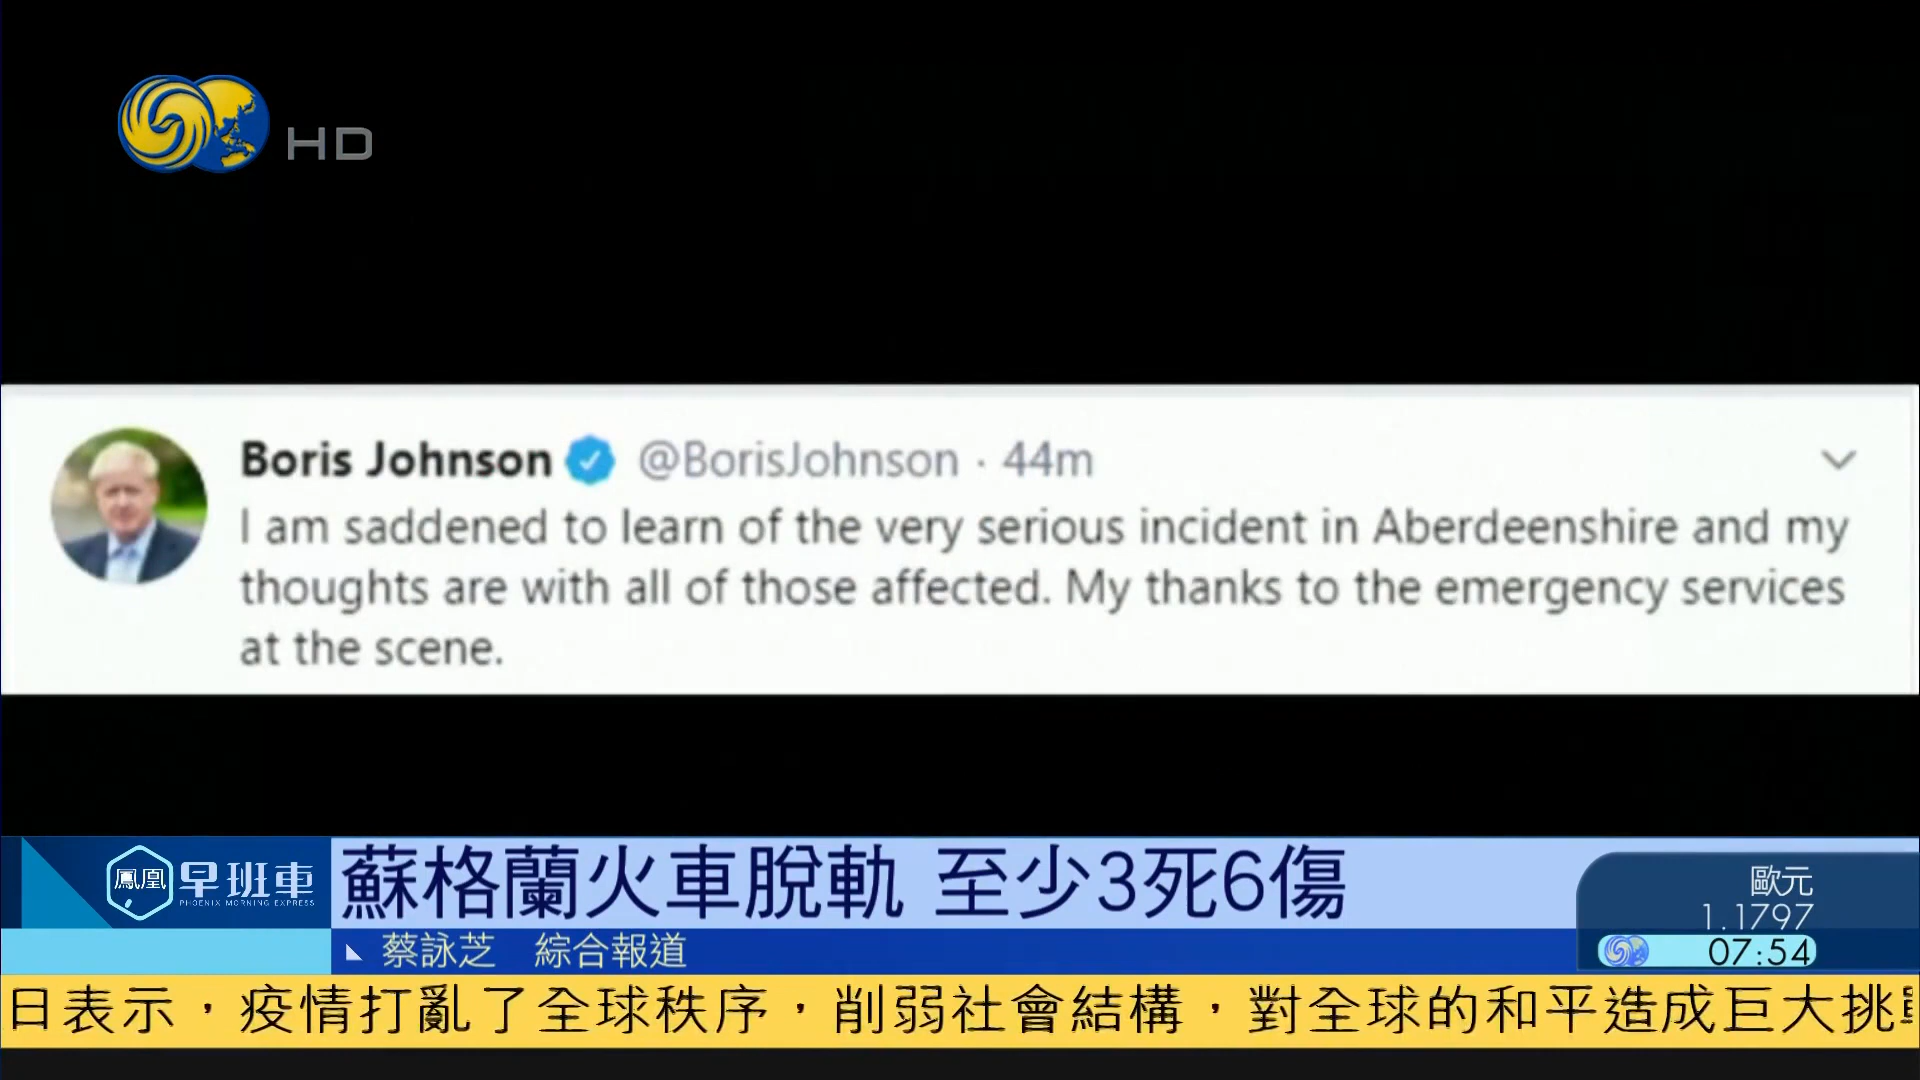 HD
Boris Johnson @BorisJohnson · 44m
I am saddened to learn of the very serious incident in Aberdeenshire and my
thoughts are with all of those affected. My thanks to the emergency services
at the scene.
鳳凰 早班車
PHOENIX MORNING EXPRESS
蘇格蘭火車脫軌 至少3死6傷
蔡詠芝 綜合報道
歐元
1.1797
07:54
日表示，疫情打亂了全球秩序，削弱社會結構，對全球的和平造成巨大挑